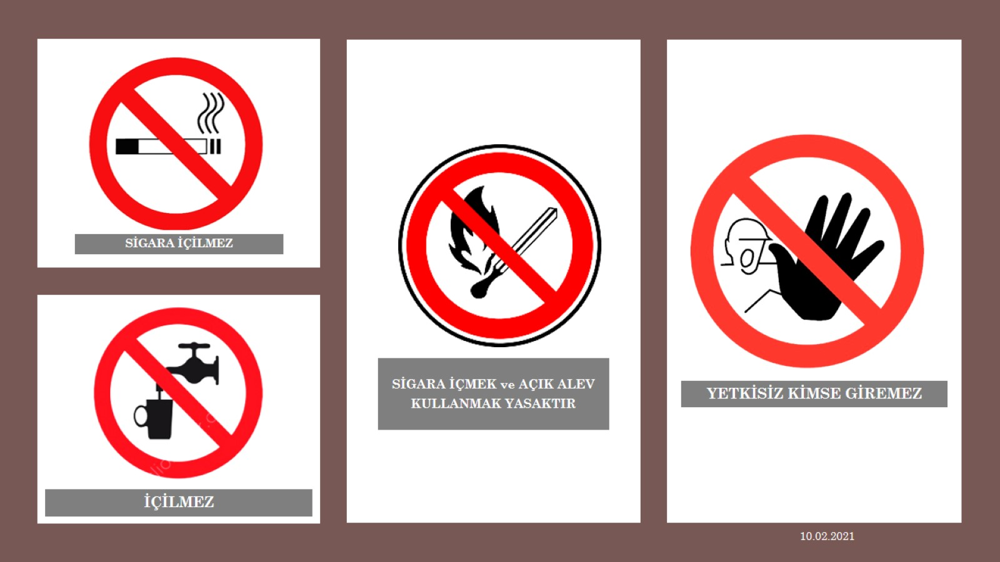 SİGARA İÇİLMEZ
İÇİLMEZ
SİGARA İÇMEK ve AÇIK ALEV
KULLANMAK YASAKTIR
YETKİSİZ KİMSE GİREMEZ
10.02.2021